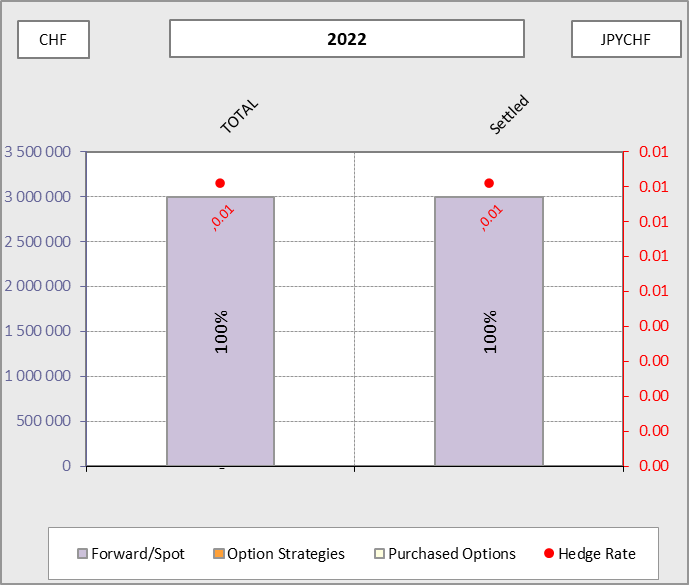 CHF 2022 JPYCHF
TOTAL Settled
3 500 000 0.01
3 000 000 0.01
2 500 000 0.01
2 000 000 0.01
1 500 000 0.01
1 000 000 0.00
500 000 0.00
0 0.00
0.00
0.00
,0.01 ,0.01
100% 100%
-
Forward/Spot Option Strategies Purchased Options Hedge Rate